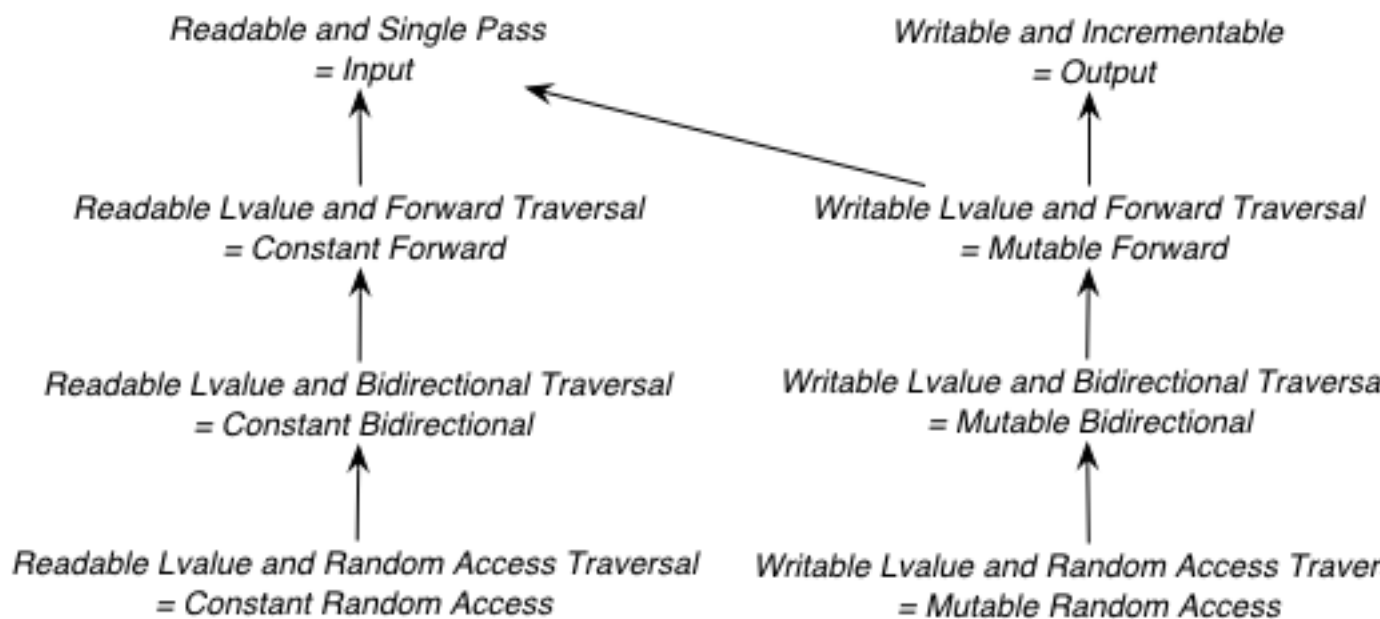 Readable and Single Pass
= Input
Writable and Incrementable
= Output
Readable Lvalue and Forward Traversal
= Constant Forward
Writable Lvalue and Forward Traversal
= Mutable Forward
Readable Lvalue and Bidirectional Traversal
= Constant Bidirectional
Writable Lvalue and Bidirectional Traversa
= Mutable Bidirectional
Readable Lvalue and Random Access Traversal
= Constant Random Access
Writable Lvalue and Random Access Traver
= Mutable Random Access